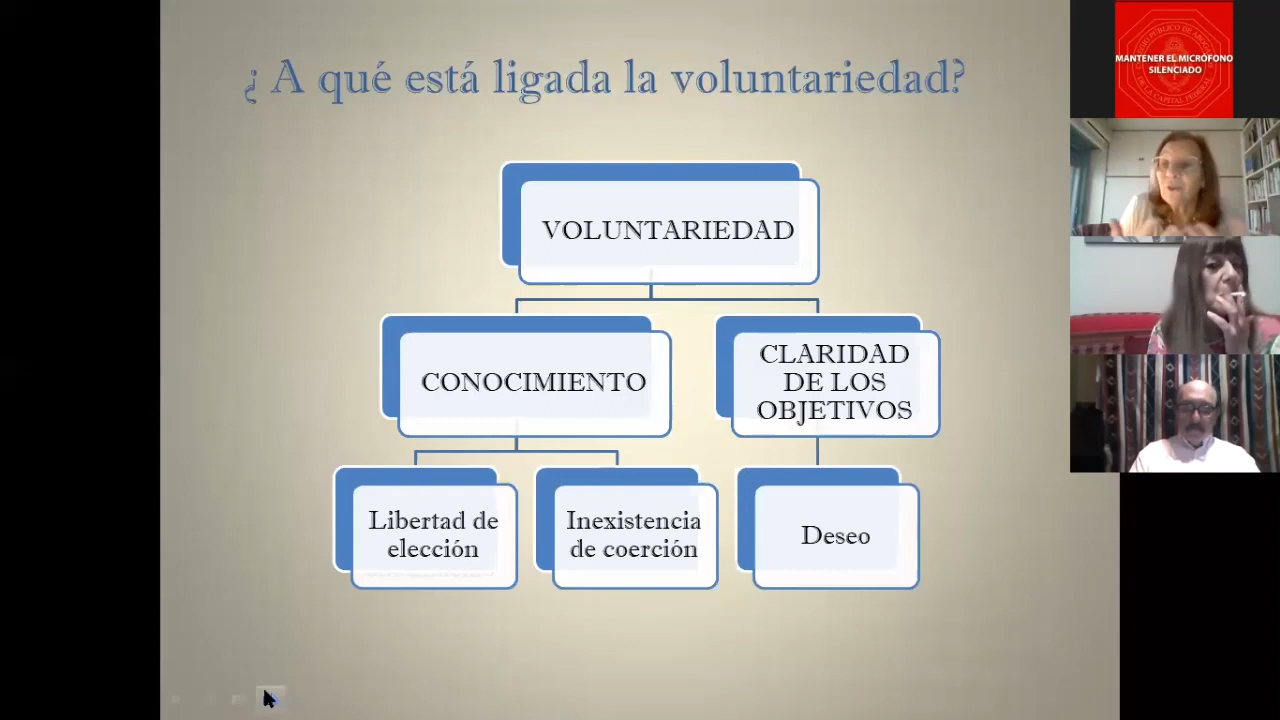 ¿ A qué está ligada la voluntariedad?
VOLUNTARIEDAD
CONOCIMIENTO
CLARIDAD
DE LOS
OBJETIVOS
Libertad de
elección
Inexistencia
de coerción
Deseo
MANTENER EL MICRÓFONO
SILENCIADO